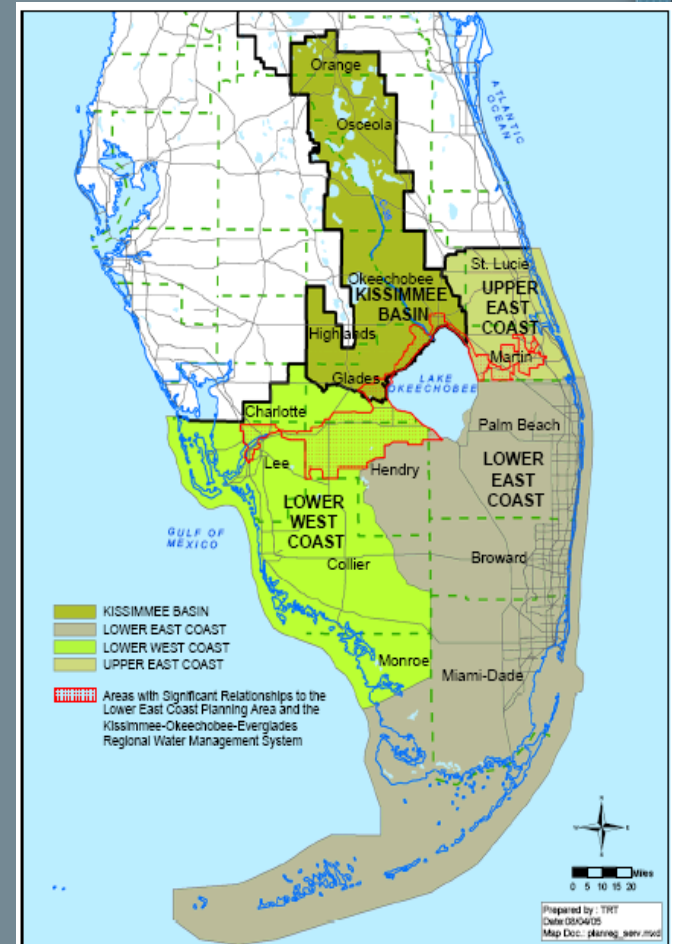 Orange
Osceola
ATLANTIC
OCEAN
C-38
St. Lucie
Okeechobee
KISSIMMEE
BASIN
UPPER
EAST
COAST
Highlands
Martin
Glades
LAKE
OKEECHOBEE
Charlotte
Palm Beach
Lee
Hendry
LOWER
EAST
COAST
LOWER
WEST
COAST
GULF OF
MEXICO
Collier
Broward
KISSIMMEE BASIN
LOWER EAST COAST
LOWER WEST COAST
UPPER EAST COAST
Monroe
Miami-Dade
Areas with Significant Relationships to the
Lower East Coast Planning Area and the
Kissimmee-Okeechobee-Everglades
Regional Water Management System
N
W
E
S
Miles
0 5 10 15 20
Prepared by : TRT
Date:08/04/05
Map Doc.: planreg_serv.mxd